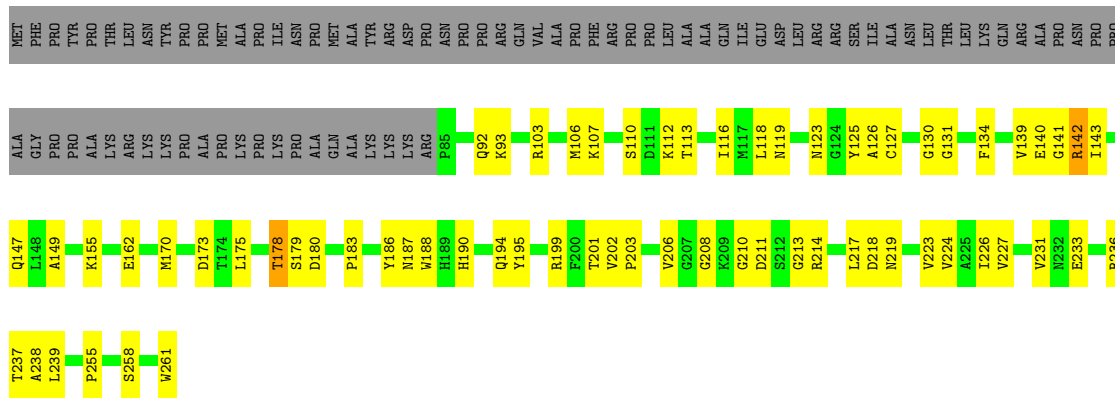 MET PHE PRO TYR PRO THR LEU ASN TYR PRO PRO MET ALA PRO ILE ASN PRO MET ALA TYR ARG ASP PRO ASN PRO PRO ARG GLN VAL ALA PRO PHE ARG PRO PRO LEU ALA ALA GLN ILE GLU ASP LEU ARG ARG SER ILE ALA ASN LEU THR LEU LYS GLN ARG ALA PRO ASN PRO PRO
ALA GLY PRO PRO ALA LYS ARG LYS LYS PRO ALA PRO LYS PRO LYS PRO ALA GLN ALA LYS LYS LYS ARG P85 Q92 K93 R103 M106 K107 S110 D111 K112 T113 I116 M117 L118 N119 N123 G124 Y125 A126 C127 G130 G131 F134 V139 E140 G141 R142 I143
Q147 L148 A149 K155 E162 M170 D173 T174 L175 T178 S179 D180 P183 Y186 N187 W188 H189 H190 Q194 Y195 R199 F200 T201 V202 P203 V206 G207 G208 K209 G210 D211 S212 G213 R214 L217 D218 N219 V223 V224 A225 I226 V227 V231 N232 E233 R236
T237 A238 L239 P255 S258 W261